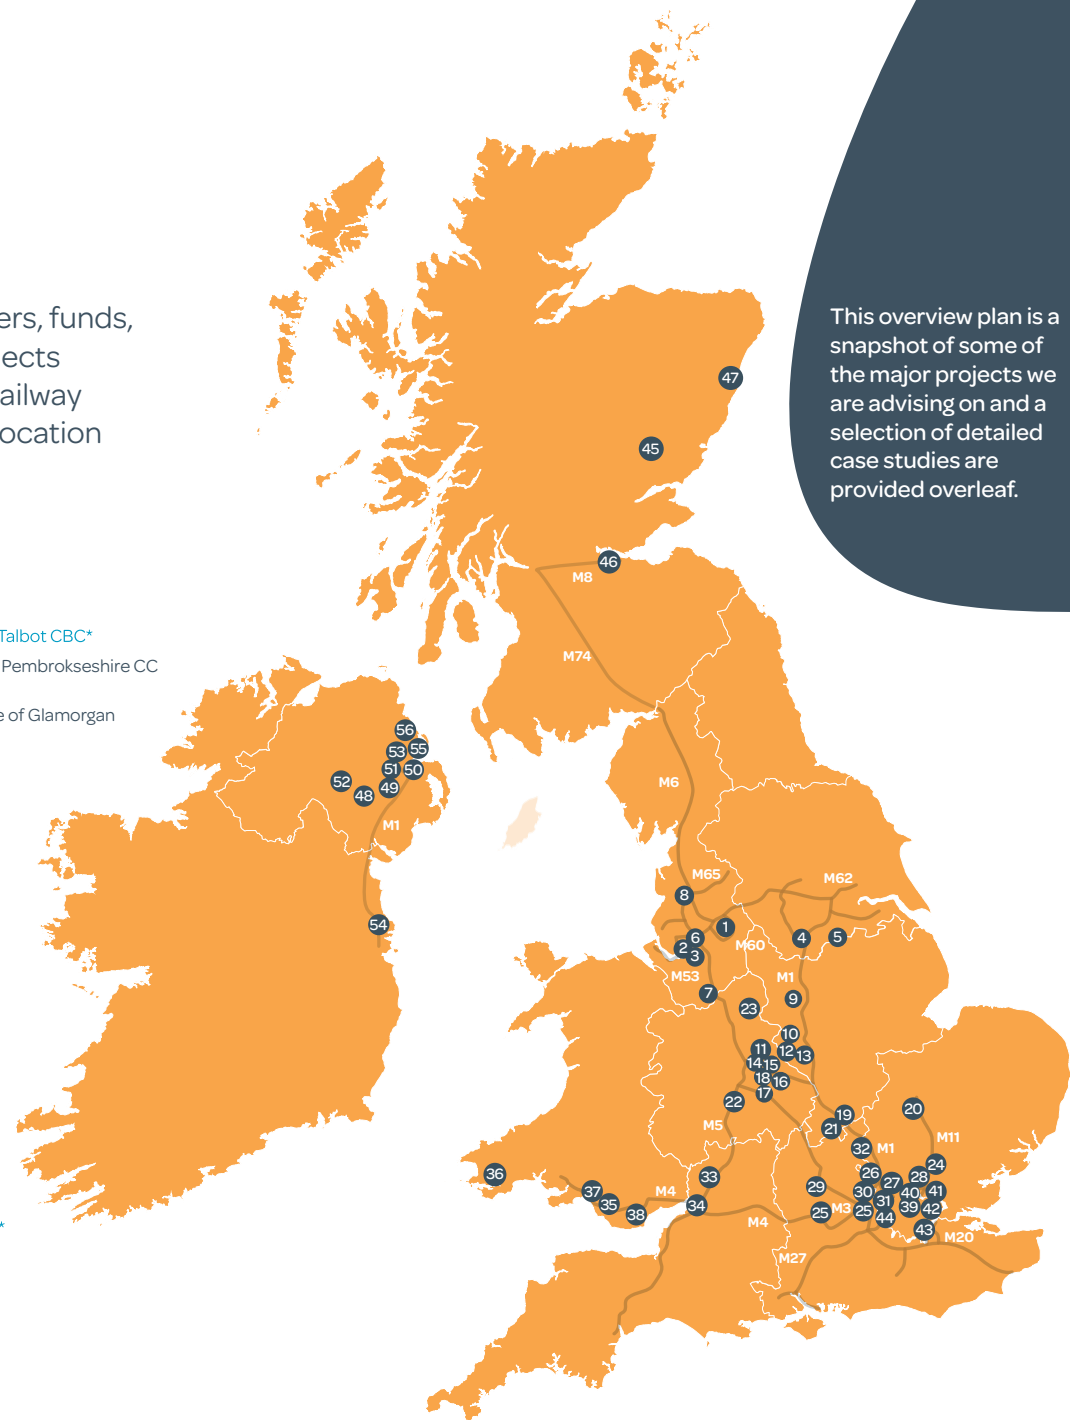 ers, funds,
ects
ailway
ocation
Talbot CBC*
Pembrokseshire CC
e of Glamorgan
*
This overview plan is a
snapshot of some of
the major projects we
are advising on and a
selection of detailed
case studies are
provided overleaf.
47
45
46
M8
M74
56
53
55
51
50
52
49
48
M1
54
M6
M65
M62
8
1
6
2
3
M60
4
5
M53
M1
7
9
23
10
11
12
13
14
15
18
16
17
22
19
20
21
M5
32
M1
M11
24
26
28
27
36
33
29
30
40
41
37
M4
31
35
34
25
M3
25
39
42
38
44
M4
43
M20
M27